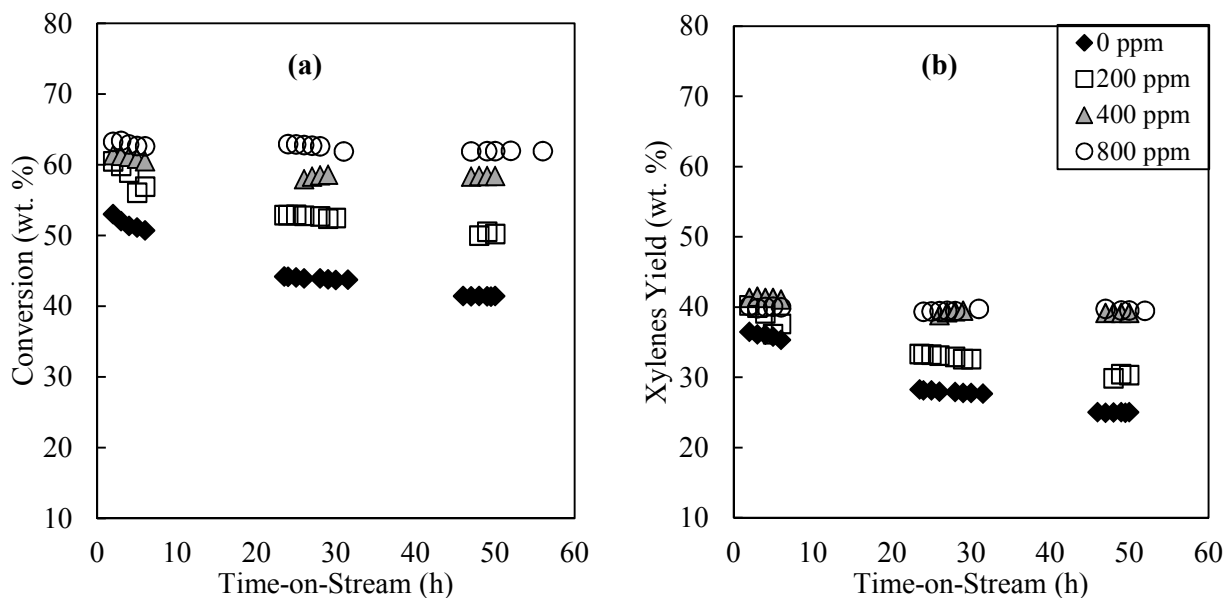 80
70
60
50
40
30
20
10
0 10 20 30 40 50 60
Conversion (wt. %)
Time-on-Stream (h)
(a)
80
70
60
50
40
30
20
10
0 10 20 30 40 50 60
Xylenes Yield (wt. %)
Time-on-Stream (h)
(b)
0 ppm
200 ppm
400 ppm
800 ppm